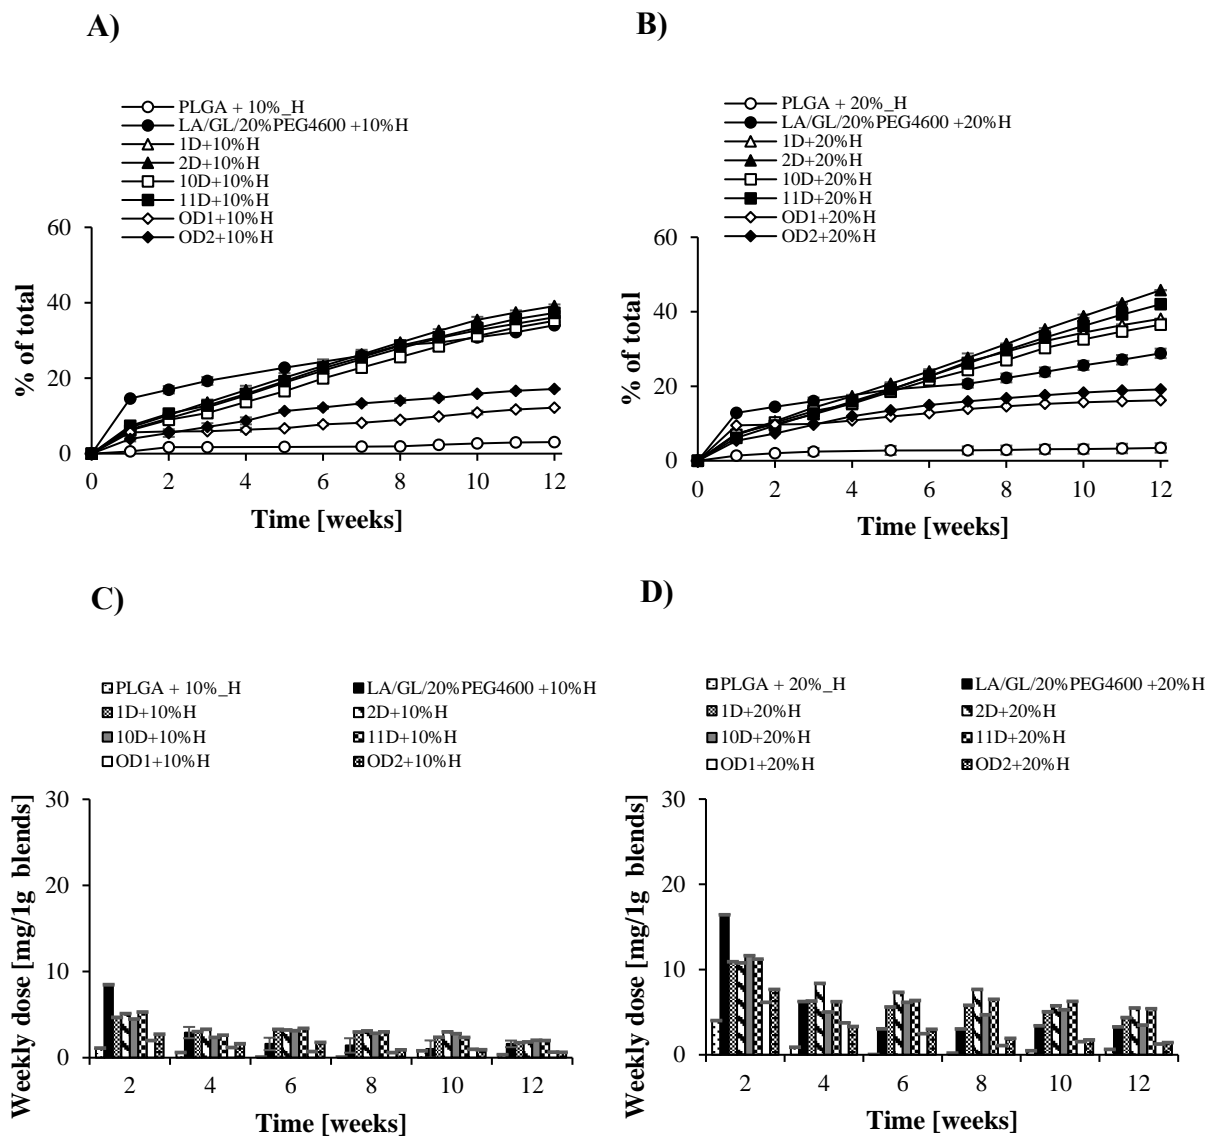 A)
PLGA + 10%_H
LA/GL/20%PEG4600 +10%H
1D+10%H
2D+10%H
10D+10%H
11D+10%H
OD1+10%H
OD2+10%H
60
40
20
0
% of total
0 2 4 6 8 10 12
Time [weeks]
B)
PLGA + 20%_H
LA/GL/20%PEG4600 +20%H
1D+20%H
2D+20%H
10D+20%H
11D+20%H
OD1+20%H
OD2+20%H
60
40
20
0
% of total
0 2 4 6 8 10 12
Time [weeks]
C)
PLGA + 10%_H LA/GL/20%PEG4600 +10%H
1D+10%H 2D+10%H
10D+10%H 11D+10%H
OD1+10%H OD2+10%H
30
20
10
0
Weekly dose [mg/1g blends]
2 4 6 8 10 12
Time [weeks]
D)
PLGA + 20%_H LA/GL/20%PEG4600 +20%H
1D+20%H 2D+20%H
10D+20%H 11D+20%H
OD1+20%H OD2+20%H
30
20
10
0
Weekly dose [mg/1g blends]
2 4 6 8 10 12
Time [weeks]